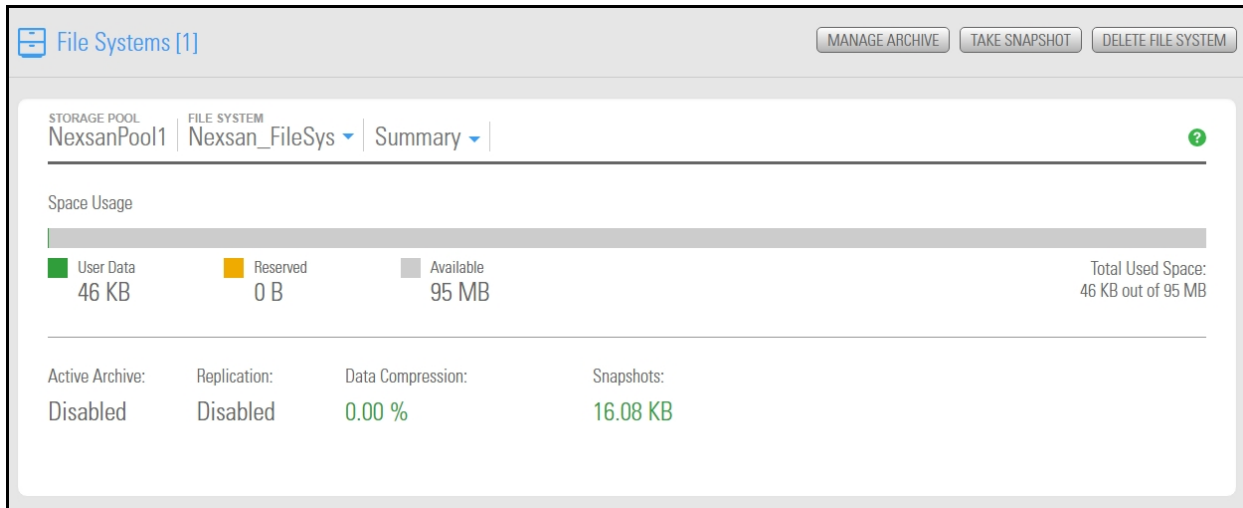 File Systems [1]
MANAGE ARCHIVE
TAKE SNAPSHOT
DELETE FILE SYSTEM
STORAGE POOL
NexsanPool1
FILE SYSTEM
Nexsan_FileSys
Summary
?
Space Usage
User Data
46 KB
Reserved
0 B
Available
95 MB
Total Used Space:
46 KB out of 95 MB
Active Archive:
Disabled
Replication:
Disabled
Data Compression:
0.00 %
Snapshots:
16.08 KB